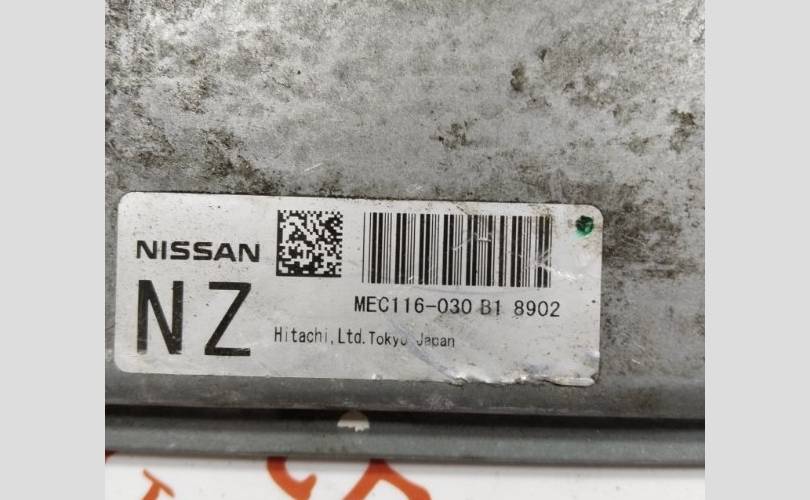 NISSAN
NZ
MEC116-030 B1 8902
Hitachi,Ltd.Tokyo Japan